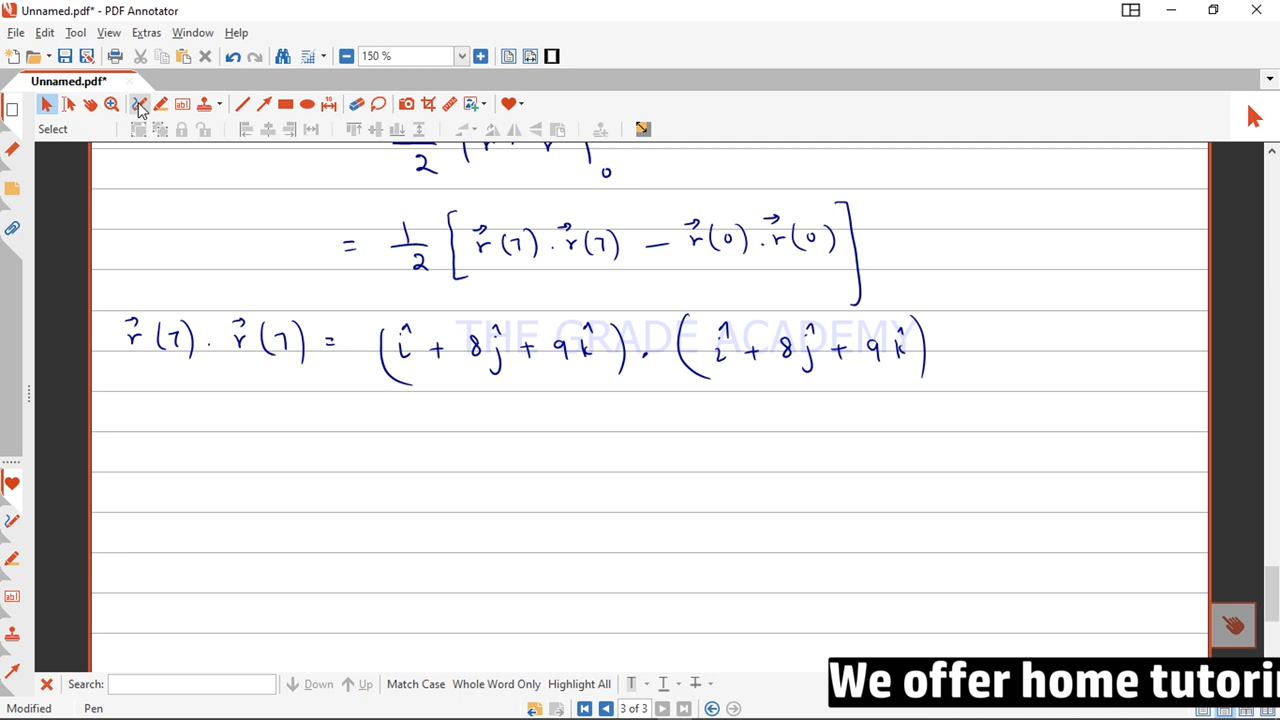 Unnamed.pdf* - PDF Annotator
File Edit Tool View Extras Window Help
150 %
Unnamed.pdf*
Select
2 0
= 1/2 [ r⃗(7) . r⃗(7) — r⃗(0) . r⃗(0) ]
THE GRADE ACADEMY
r⃗(7) . r⃗(7) = (î + 8ĵ + 9k̂) . (î + 8ĵ + 9k̂)
We offer home tutori
Search: Down Up Match Case Whole Word Only Highlight All
Modified Pen 3 of 3